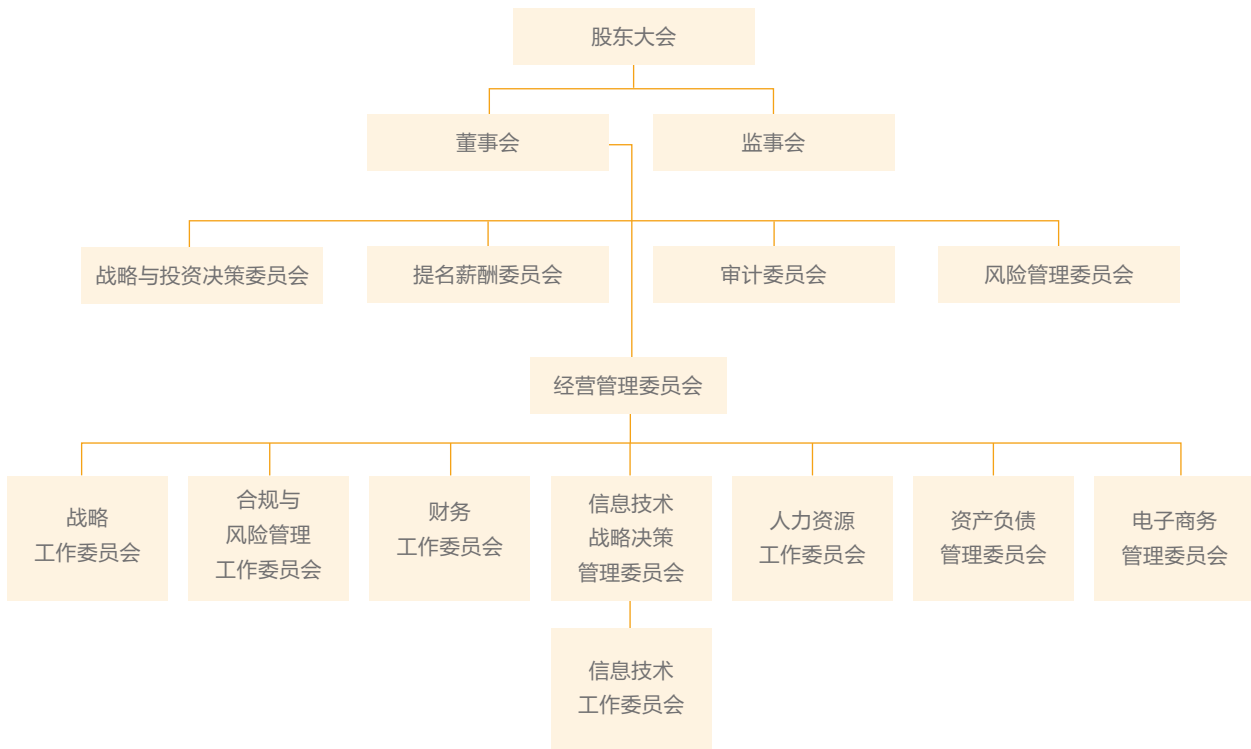 股东大会
董事会
监事会
战略与投资决策委员会
提名薪酬委员会
审计委员会
风险管理委员会
经营管理委员会
战略
工作委员会
合规与
风险管理
工作委员会
财务
工作委员会
信息技术
战略决策
管理委员会
人力资源
工作委员会
资产负债
管理委员会
电子商务
管理委员会
信息技术
工作委员会